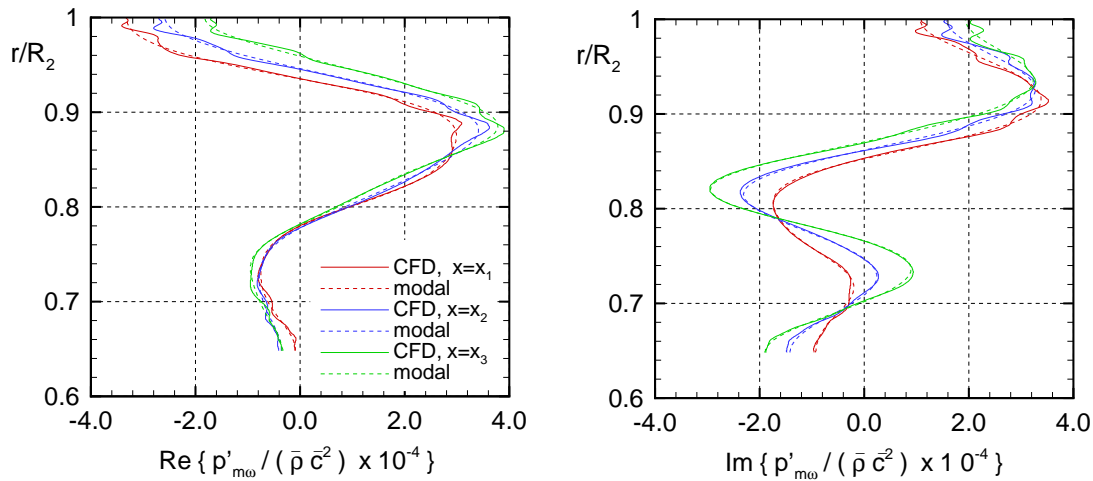 1
r/R2
0.9
0.8
0.7
0.6
CFD, x=x1
modal
CFD, x=x2
modal
CFD, x=x3
modal
-4.0 -2.0 0.0 2.0 4.0
Re { p'mω / ( ρ̄ c̄² ) x 10⁻⁴ }
1
r/R2
0.9
0.8
0.7
0.6
-4.0 -2.0 0.0 2.0 4.0
Im { p'mω / ( ρ̄ c̄² ) x 1 0⁻⁴ }